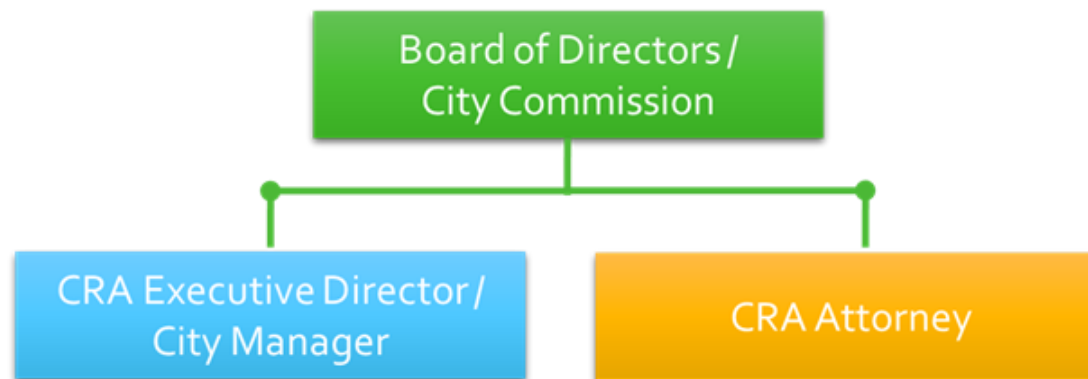 Board of Directors /
City Commission
CRA Executive Director /
City Manager
CRA Attorney